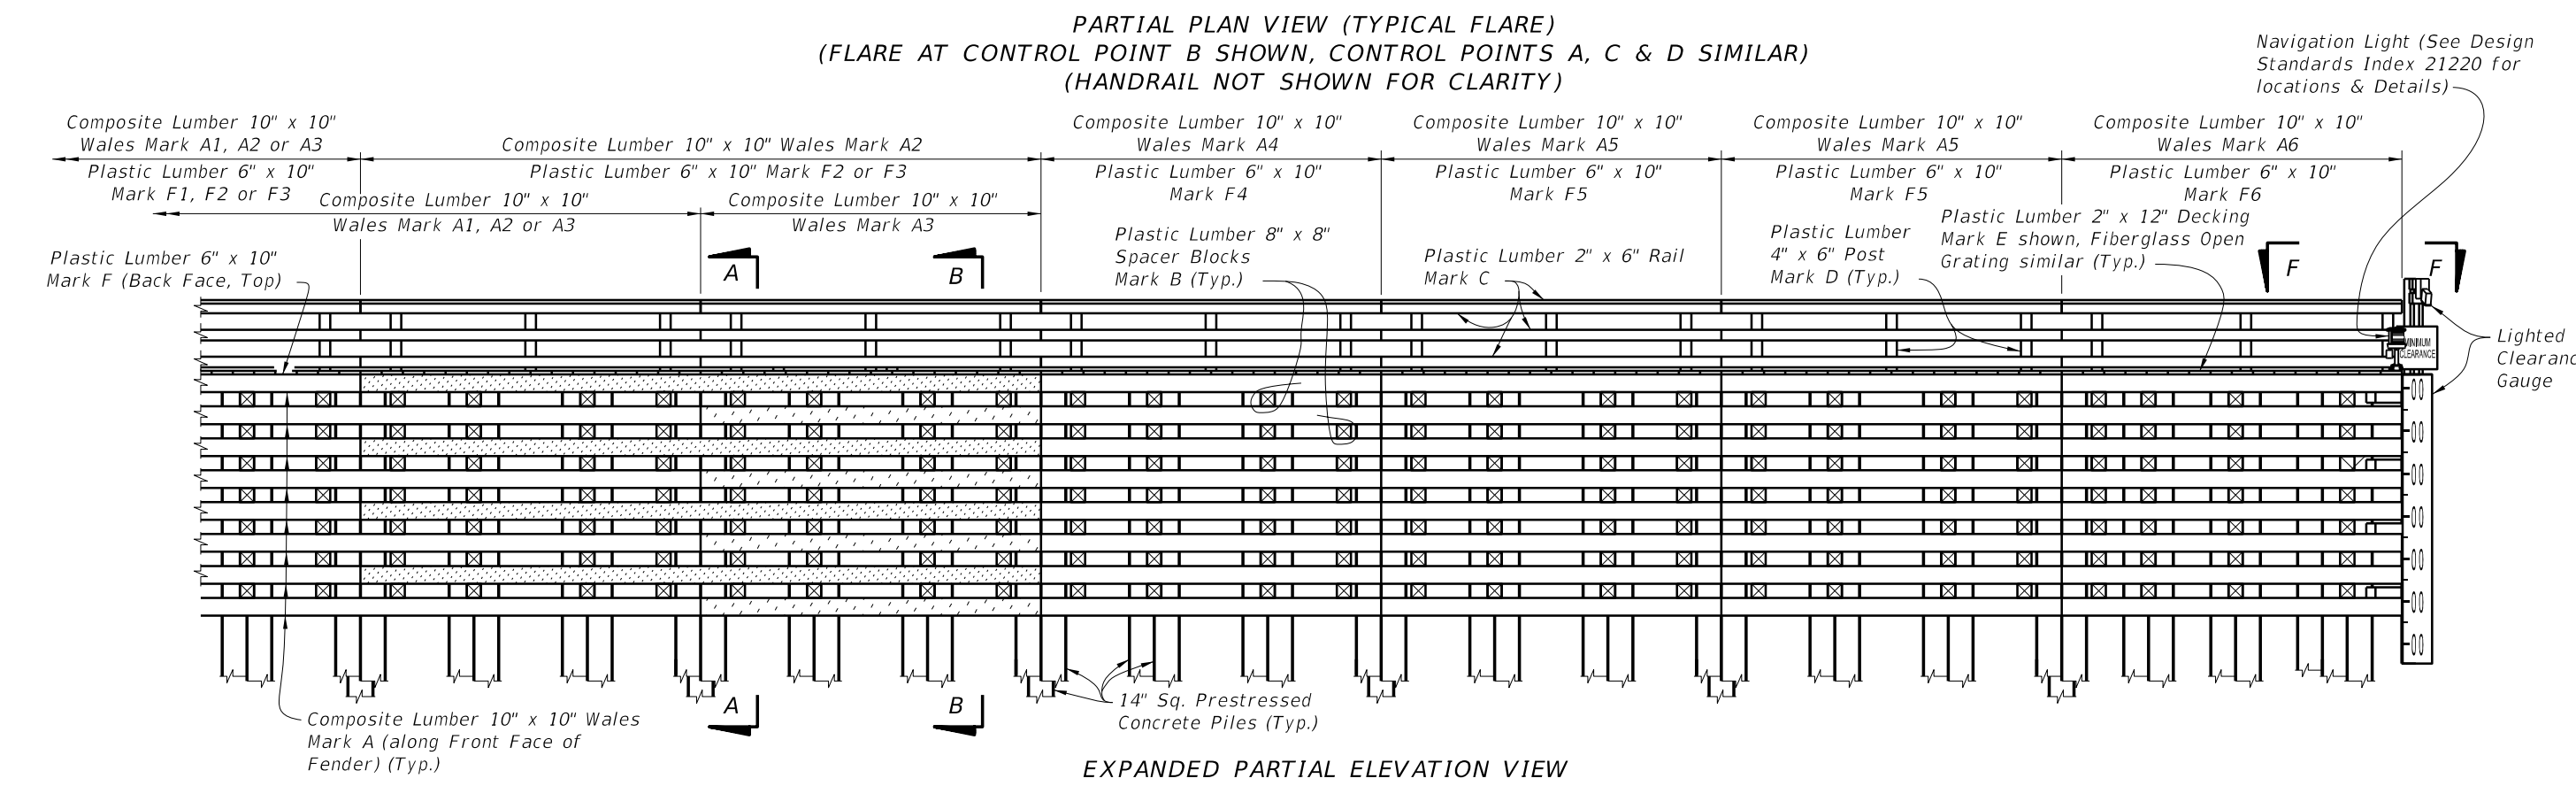 PARTIAL PLAN VIEW (TYPICAL FLARE)
(FLARE AT CONTROL POINT B SHOWN, CONTROL POINTS A, C & D SIMILAR)
(HANDRAIL NOT SHOWN FOR CLARITY)
Navigation Light (See Design
Standards Index 21220 for
locations & Details)
Composite Lumber 10" x 10"
Wales Mark A1, A2 or A3
Plastic Lumber 6" x 10"
Mark F1, F2 or F3
Composite Lumber 10" x 10" Wales Mark A2
Plastic Lumber 6" x 10" Mark F2 or F3
Composite Lumber 10" x 10"
Wales Mark A4
Plastic Lumber 6" x 10"
Mark F4
Composite Lumber 10" x 10"
Wales Mark A5
Plastic Lumber 6" x 10"
Mark F5
Composite Lumber 10" x 10"
Wales Mark A5
Plastic Lumber 6" x 10"
Mark F5
Composite Lumber 10" x 10"
Wales Mark A6
Plastic Lumber 6" x 10"
Mark F6
Composite Lumber 10" x 10"
Wales Mark A1, A2 or A3
Composite Lumber 10" x 10"
Wales Mark A3
Plastic Lumber 6" x 10"
Mark F (Back Face, Top)
A
B
Plastic Lumber 8" x 8"
Spacer Blocks
Mark B (Typ.)
Plastic Lumber 2" x 6" Rail
Mark C
Plastic Lumber
4" x 6" Post
Mark D (Typ.)
Plastic Lumber 2" x 12" Decking
Mark E shown, Fiberglass Open
Grating similar (Typ.)
F
F
MINIMUM
CLEARANCE
Lighted
Clearanc
Gauge
A
B
14" Sq. Prestressed
Concrete Piles (Typ.)
Composite Lumber 10" x 10" Wales
Mark A (along Front Face of
Fender) (Typ.)
EXPANDED PARTIAL ELEVATION VIEW